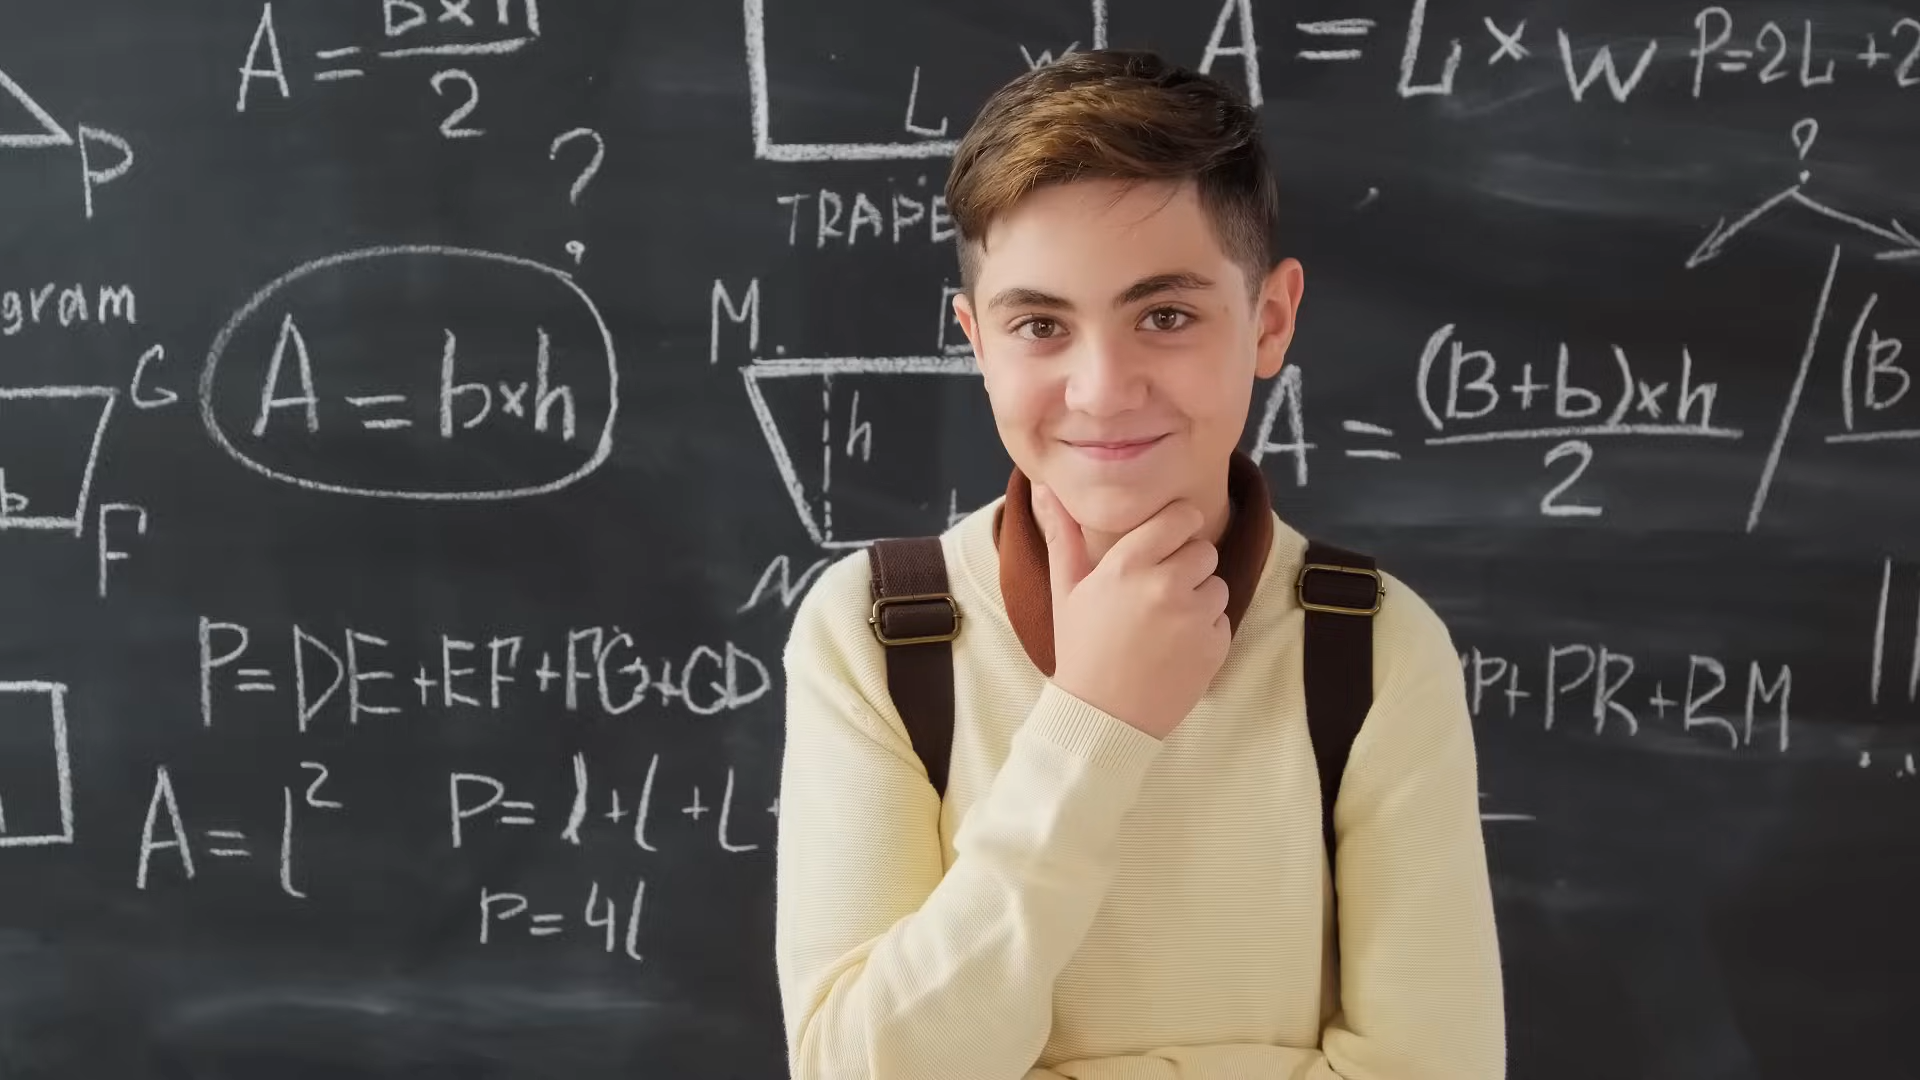 A = b×h
2
L
W
A = L × W
P=2L+2
?
P
?
TRAPE
gram
G
A = b×h
M
h
A = (B+b)×h
2
/
(B
b
F
N
P=DE+EF+FG+GD
P+PR+RM
!!
A = l²
P= l+l+L
P=4l